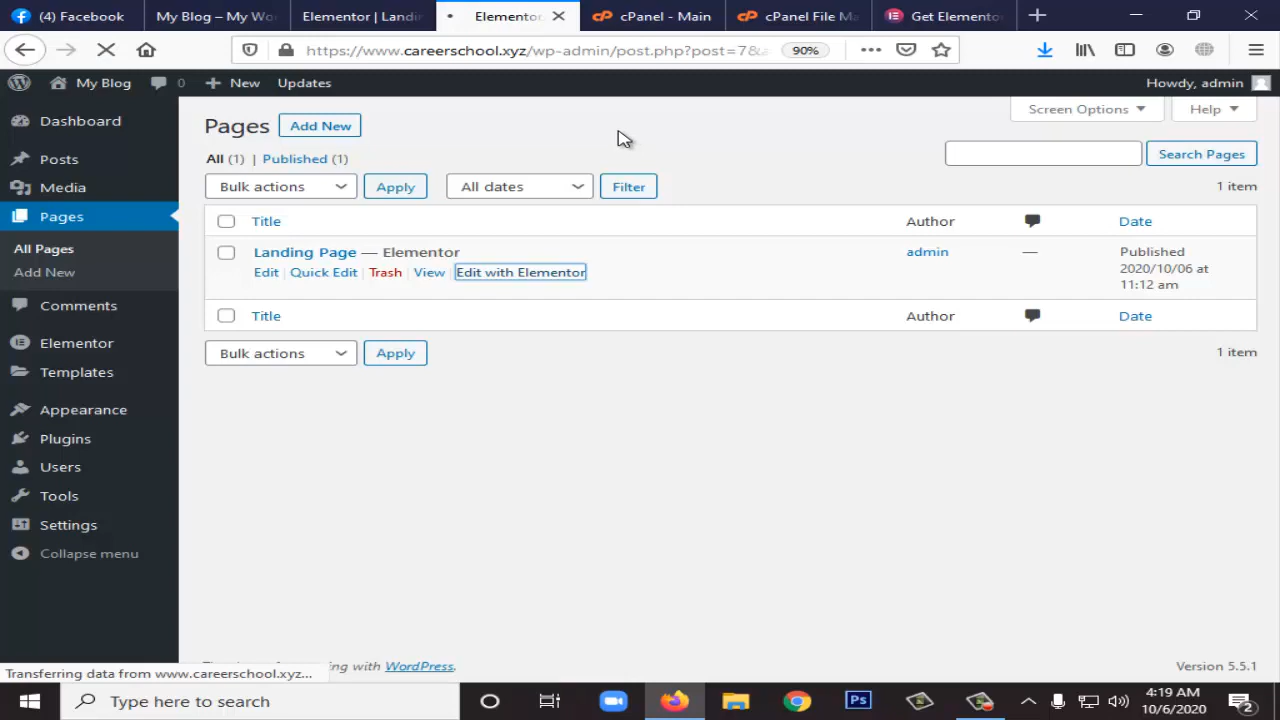 (4) Facebook
My Blog – My Wo
Elementor | Landi
Elementor
cPanel - Main
cPanel File Ma
Get Elemento
https://www.careerschool.xyz/wp-admin/post.php?post=7&
90%
My Blog
0
New
Updates
Howdy, admin
Dashboard
Posts
Media
Pages
All Pages
Add New
Comments
Elementor
Templates
Appearance
Plugins
Users
Tools
Settings
Collapse menu
Pages
Add New
Screen Options
Help
All (1) | Published (1)
Search Pages
Bulk actions
Apply
All dates
Filter
1 item
Title
Author
Date
Landing Page — Elementor
admin
—
Published
2020/10/06 at
11:12 am
Edit | Quick Edit | Trash | View | Edit with Elementor
Title
Author
Date
Bulk actions
Apply
1 item
ing with WordPress.
Version 5.5.1
Transferring data from www.careerschool.xyz...
Type here to search
Ps
4:19 AM
10/6/2020
2